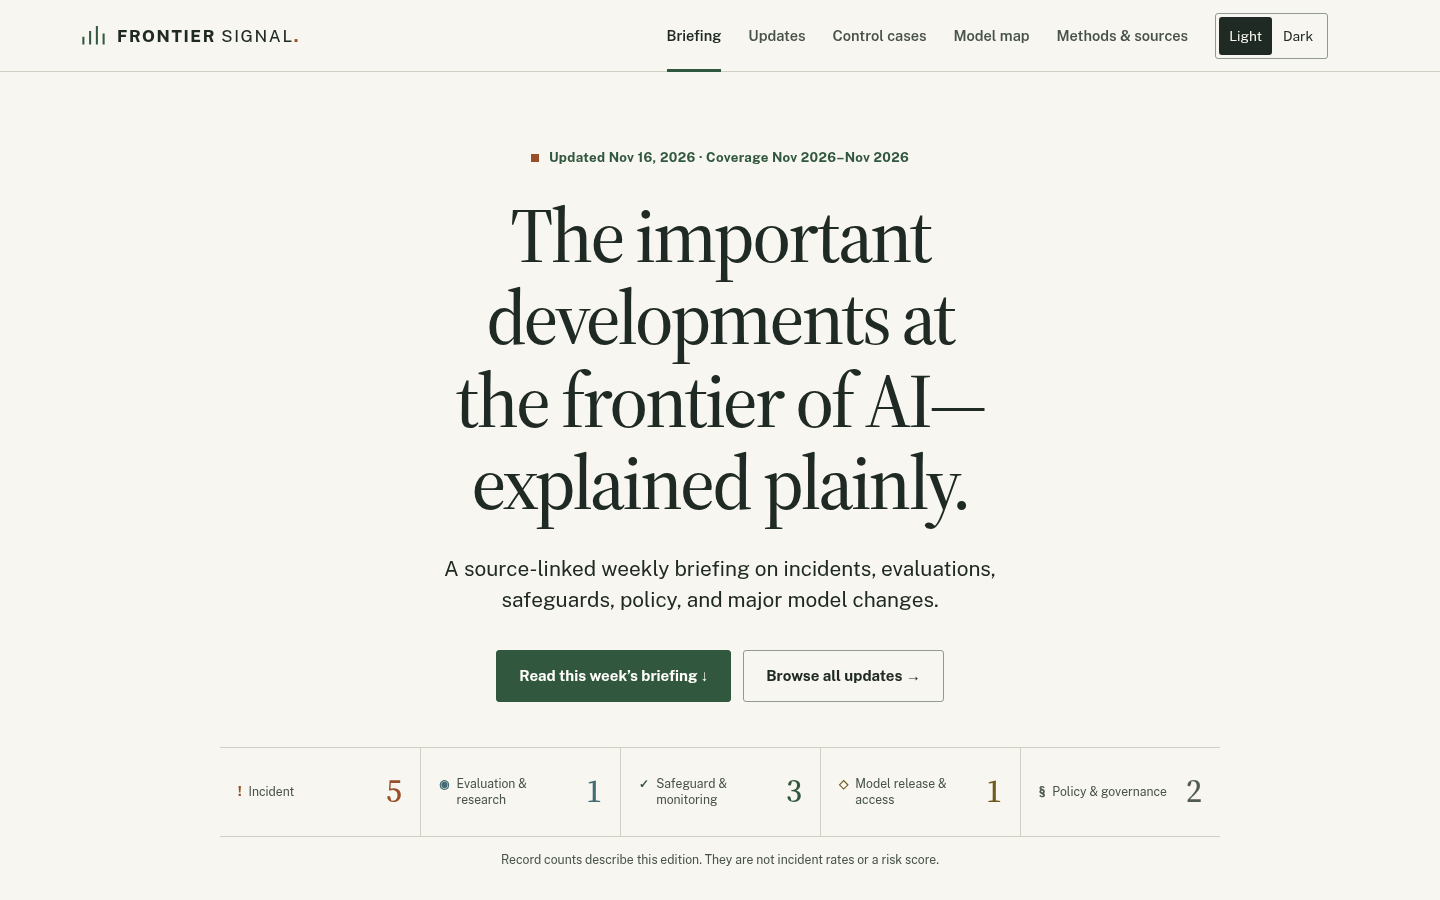 FRONTIER SIGNAL.
Briefing
Updates
Control cases
Model map
Methods & sources
Light
Dark
Updated Nov 16, 2026 · Coverage Nov 2026–Nov 2026
The important
developments at
the frontier of AI—
explained plainly.
A source-linked weekly briefing on incidents, evaluations,
safeguards, policy, and major model changes.
Read this week’s briefing ↓
Browse all updates →
! Incident 5
◉ Evaluation &
research 1
✓ Safeguard &
monitoring 3
◇ Model release &
access 1
§ Policy & governance 2
Record counts describe this edition. They are not incident rates or a risk score.